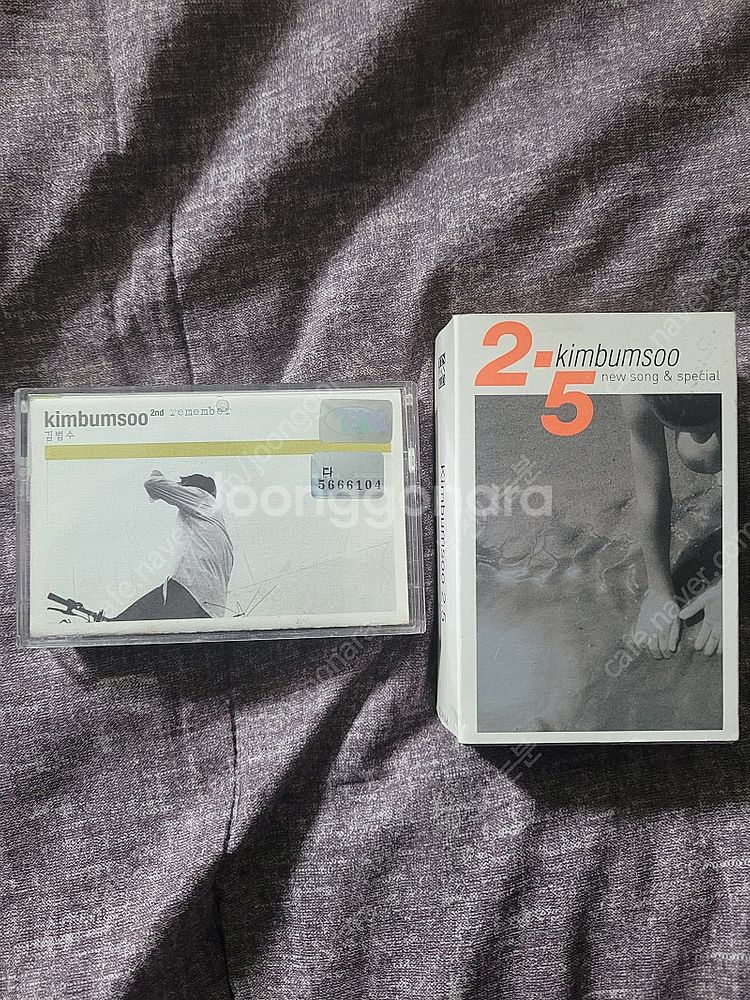 kimbumsoo 2nd remember
김범수
다
5666104
2.5 kimbumsoo
new song & special
kimbumsoo 2.5
Joonggonara
cafe.naver.com